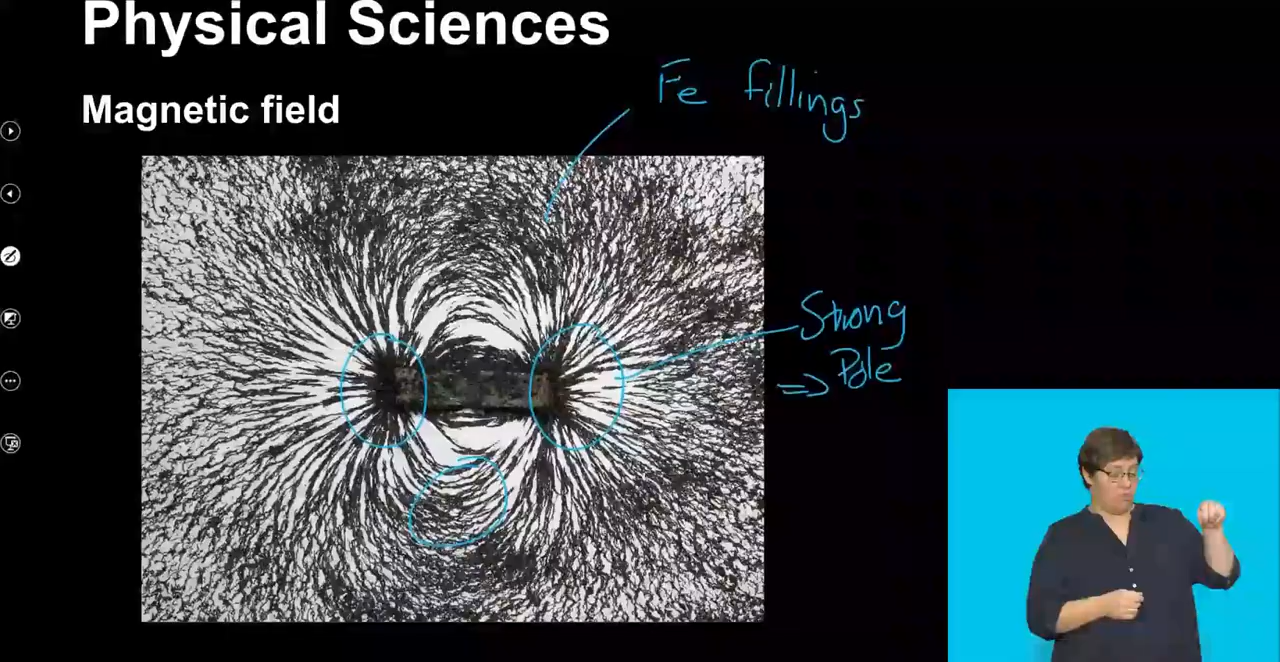 Physical Sciences
Magnetic field
Fe fillings
Strong
=> Pole